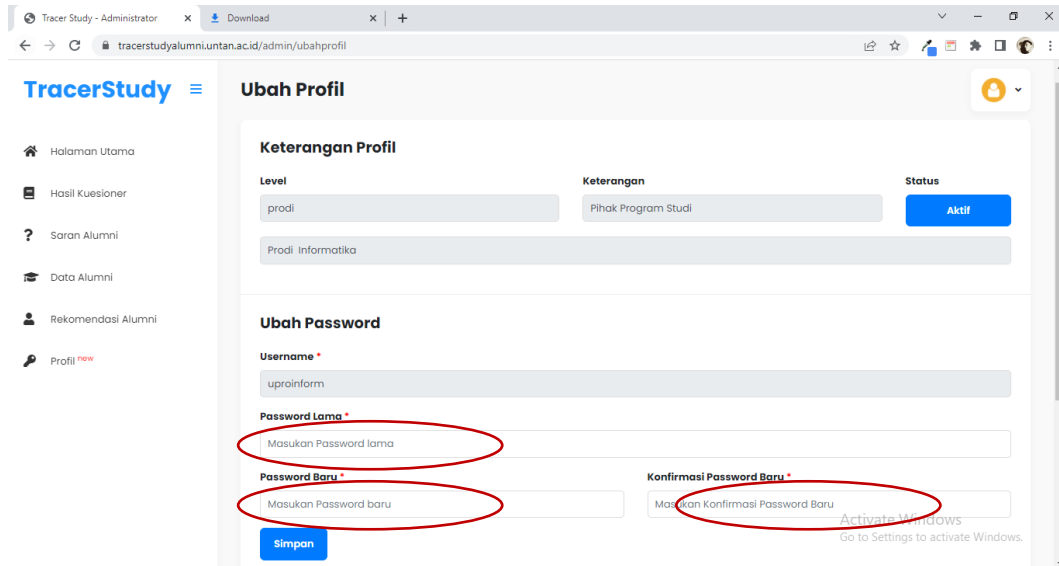 Tracer Study - Administrator
Download
tracerstudyalumni.untan.ac.id/admin/ubahprofil
TracerStudy
Ubah Profil
Halaman Utama
Hasil Kuesioner
Saran Alumni
Data Alumni
Rekomendasi Alumni
Profil new
Keterangan Profil
Level
Keterangan
Status
prodi
Pihak Program Studi
Aktif
Prodi Informatika
Ubah Password
Username *
uproinform
Password Lama *
Masukan Password lama
Password Baru *
Konfirmasi Password Baru *
Masukan Password baru
Masukan Konfirmasi Password Baru
Simpan
Activate Windows
Go to Settings to activate Windows.